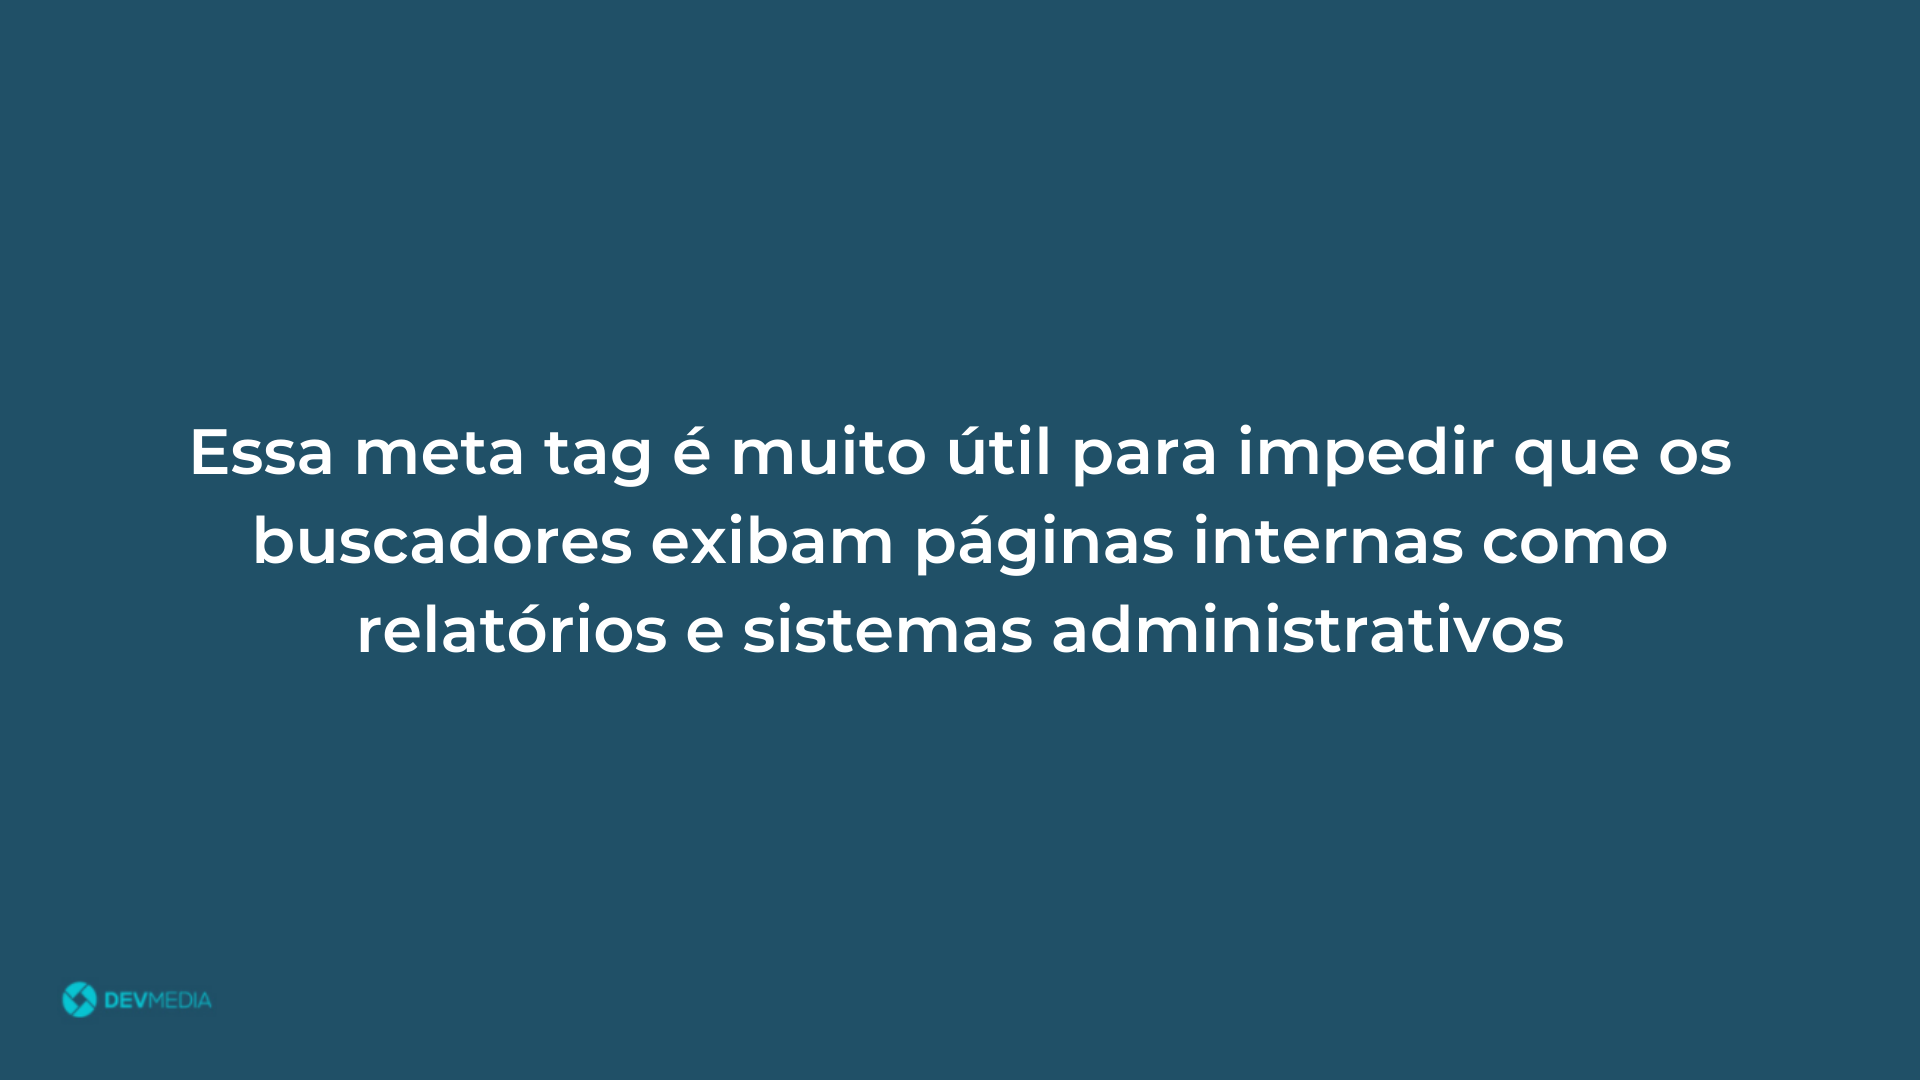 Essa meta tag é muito útil para impedir que os
buscadores exibam páginas internas como
relatórios e sistemas administrativos
DEVMEDIA